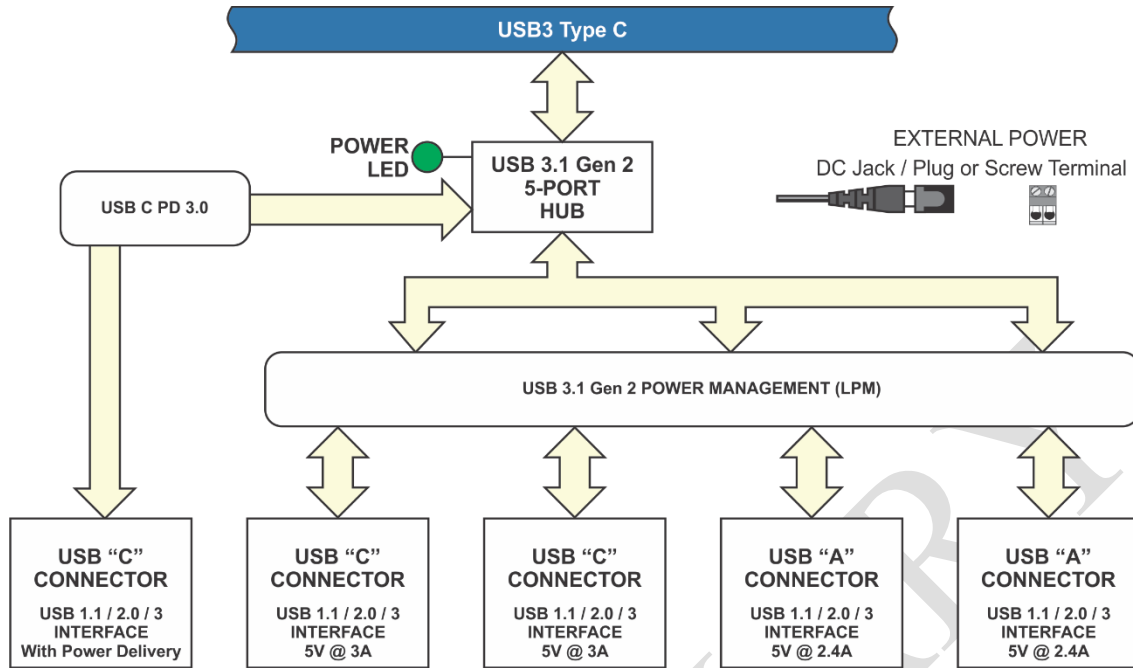 USB3 Type C
POWER
LED
USB 3.1 Gen 2
5-PORT
HUB
EXTERNAL POWER
DC Jack / Plug or Screw Terminal
USB C PD 3.0
USB 3.1 Gen 2 POWER MANAGEMENT (LPM)
USB “C”
CONNECTOR
USB 1.1 / 2.0 / 3
INTERFACE
With Power Delivery
USB “C”
CONNECTOR
USB 1.1 / 2.0 / 3
INTERFACE
5V @ 3A
USB “C”
CONNECTOR
USB 1.1 / 2.0 / 3
INTERFACE
5V @ 3A
USB “A”
CONNECTOR
USB 1.1 / 2.0 / 3
INTERFACE
5V @ 2.4A
USB “A”
CONNECTOR
USB 1.1 / 2.0 / 3
INTERFACE
5V @ 2.4A